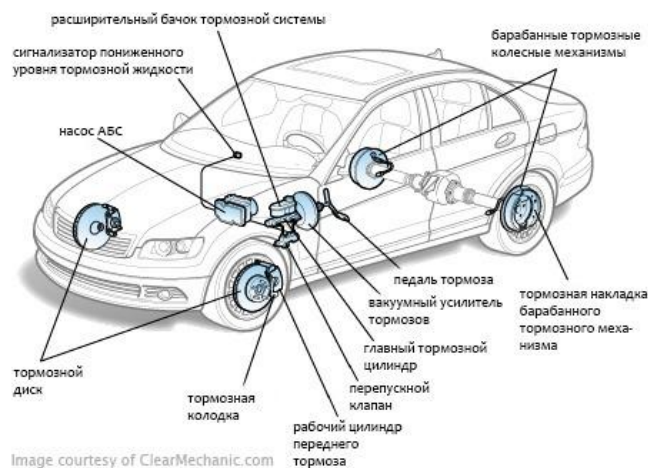 расширительный бачок тормозной системы
сигнализатор пониженного
уровня тормозной жидкости
насос АБС
барабанные тормозные
колесные механизмы
педаль тормоза
вакуумный усилитель
тормозов
главный тормозной
цилиндр
перепускной
клапан
рабочий цилиндр
переднего
тормоза
тормозная
колодка
тормозной
диск
тормозная накладка
барабанного
тормозного меха-
низма
Image courtesy of ClearMechanic.com